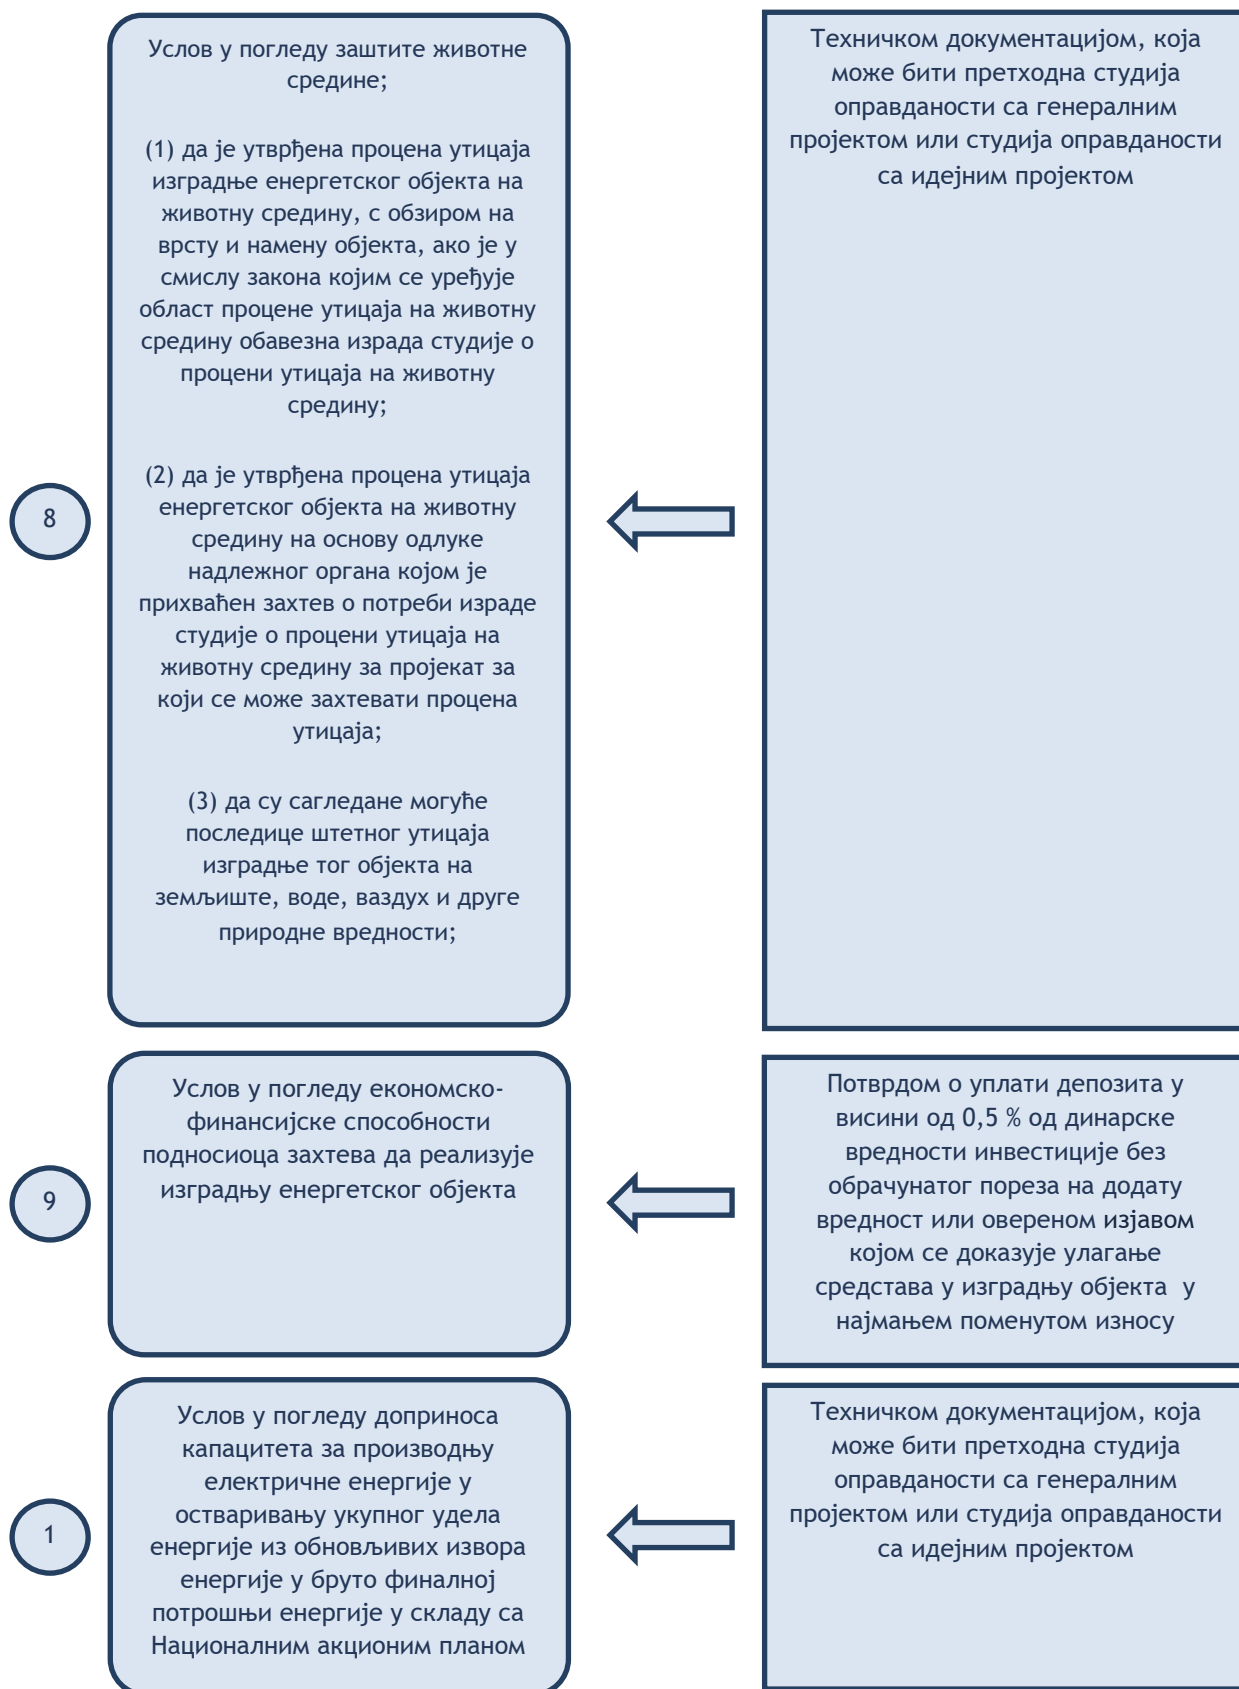 8
Услов у погледу заштите животне
средине;
(1) да је утврђена процена утицаја
изградње енергетског објекта на
животну средину, с обзиром на
врсту и намену објекта, ако је у
смислу закона којим се уређује
област процене утицаја на животну
средину обавезна израда студије о
процени утицаја на животну
средину;
(2) да је утврђена процена утицаја
енергетског објекта на животну
средину на основу одлуке
надлежног органа којом је
прихваћен захтев о потреби израде
студије о процени утицаја на
животну средину за пројекат за
који се може захтевати процена
утицаја;
(3) да су сагледане могуће
последице штетног утицаја
изградње тог објекта на
земљиште, воде, ваздух и друге
природне вредности;
Техничком документацијом, која
може бити претходна студија
оправданости са генералним
пројектом или студија оправданости
са идејним пројектом
9
Услов у погледу економско-
финансијске способности
подносиоца захтева да реализује
изградњу енергетског објекта
Потврдом о уплати депозита у
висини од 0,5 % од динарске
вредности инвестиције без
обрачунатог пореза на додату
вредност или овереном изјавом
којом се доказује улагање
средстава у изградњу објекта у
најмањем поменутом износу
1
Услов у погледу доприноса
капацитета за производњу
електричне енергије у
остваривању укупног удела
енергије из обновљивих извора
енергије у бруто финалној
потрошњи енергије у складу са
Националним акционим планом
Техничком документацијом, која
може бити претходна студија
оправданости са генералним
пројектом или студија оправданости
са идејним пројектом